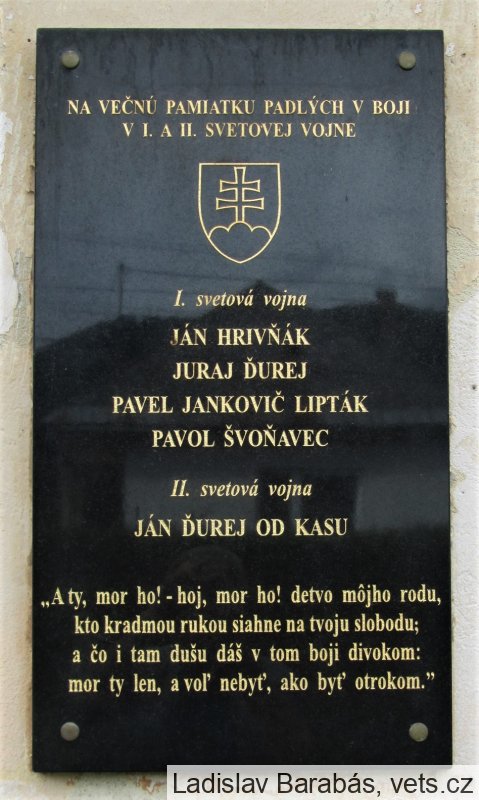 NA VEČNÚ PAMIATKU PADLÝCH V BOJI
V I. A II. SVETOVEJ VOJNE
I. svetová vojna
JÁN HRIVŇÁK
JURAJ ĎUREJ
PAVEL JANKOVIČ LIPTÁK
PAVOL ŠVOŇAVEC
II. svetová vojna
JÁN ĎUREJ OD KASU
„A ty, mor ho! - hoj, mor ho! detvo môjho rodu,
kto kradmou rukou siahne na tvoju slobodu;
a čo i tam dušu dáš v tom boji divokom:
mor ty len, a voľ nebyť, ako byť otrokom.”
Ladislav Barabás, vets.cz